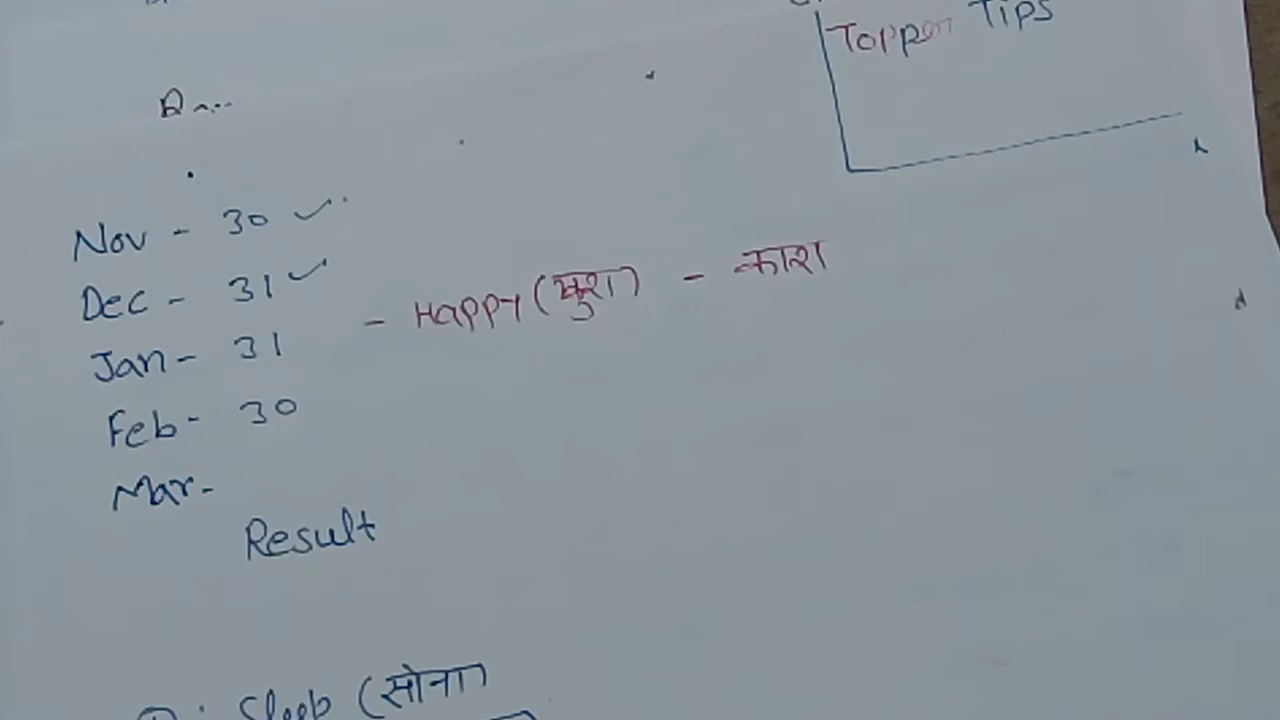 Topper Tips
Nov - 30 ✓
Dec - 31 ✓
Jan - 31 - Happy (खुश) - काश
Feb - 30
Mar -
Result
Sleep (सोना)